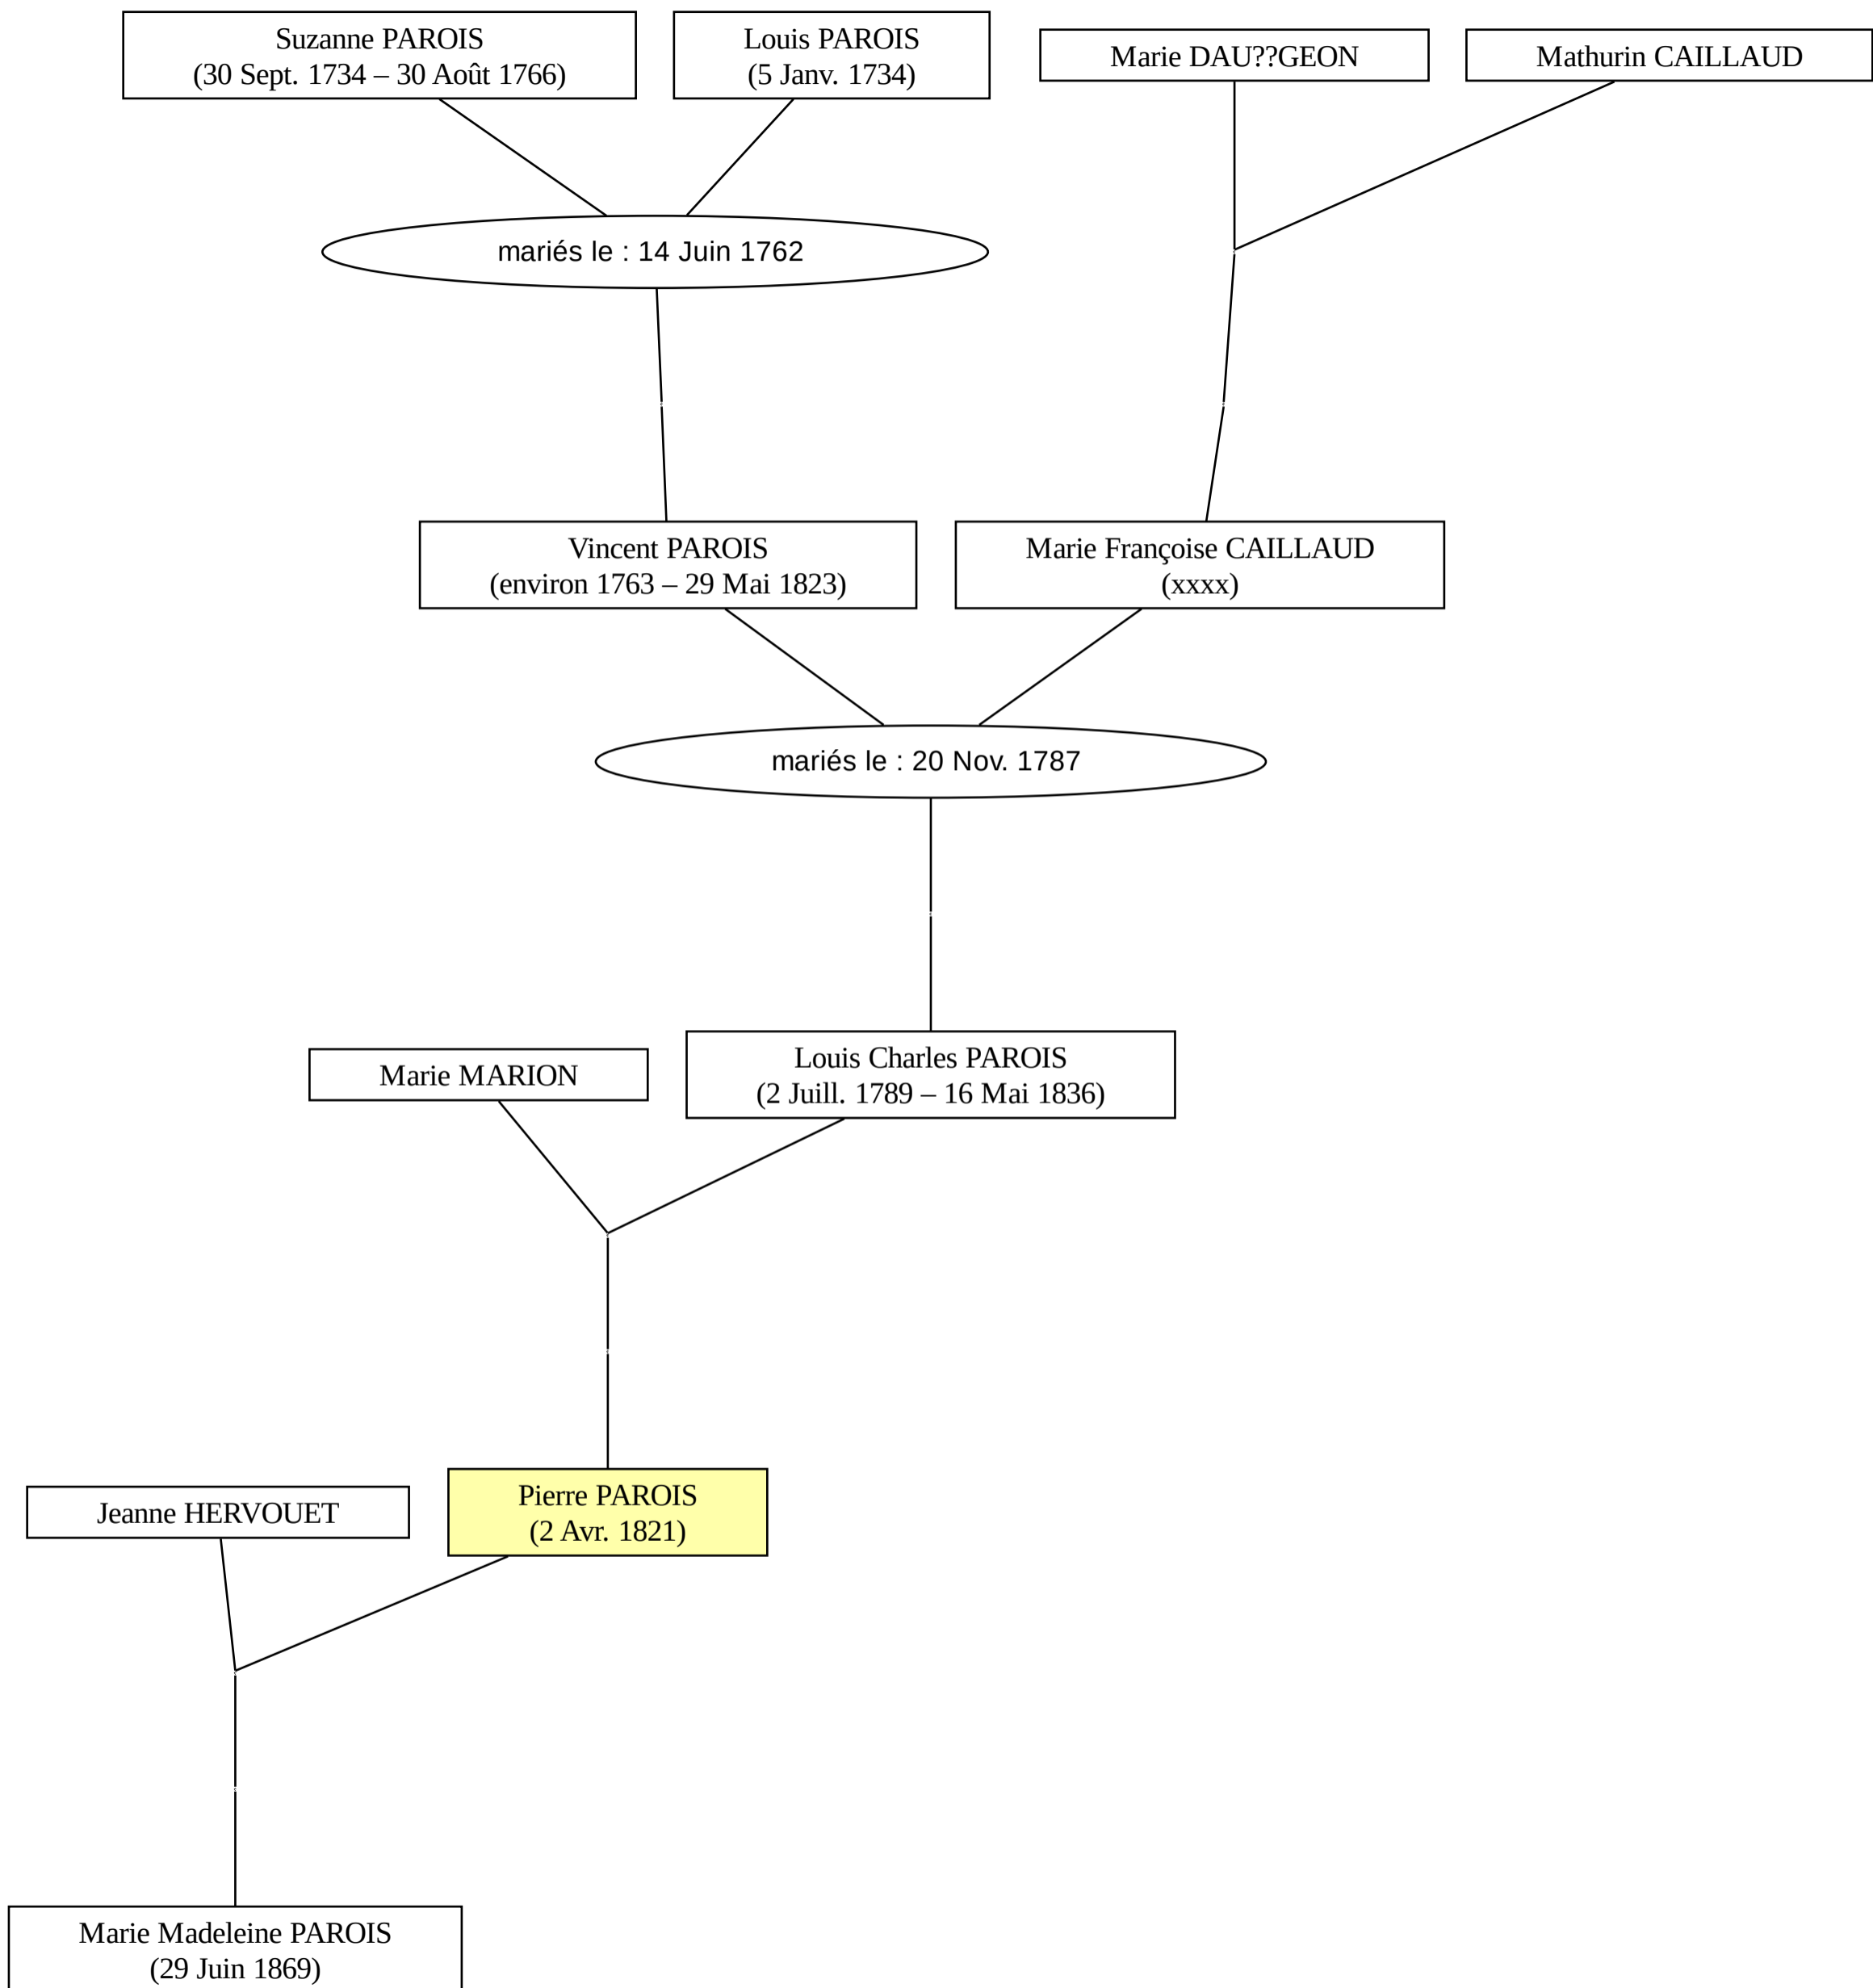 Suzanne PAROIS
(30 Sept. 1734 – 30 Août 1766)
Louis PAROIS
(5 Janv. 1734)
Marie DAU??GEON
Mathurin CAILLAUD
mariés le : 14 Juin 1762
Vincent PAROIS
(environ 1763 – 29 Mai 1823)
Marie Françoise CAILLAUD
(xxxx)
mariés le : 20 Nov. 1787
Marie MARION
Louis Charles PAROIS
(2 Juill. 1789 – 16 Mai 1836)
Jeanne HERVOUET
Pierre PAROIS
(2 Avr. 1821)
Marie Madeleine PAROIS
(29 Juin 1869)